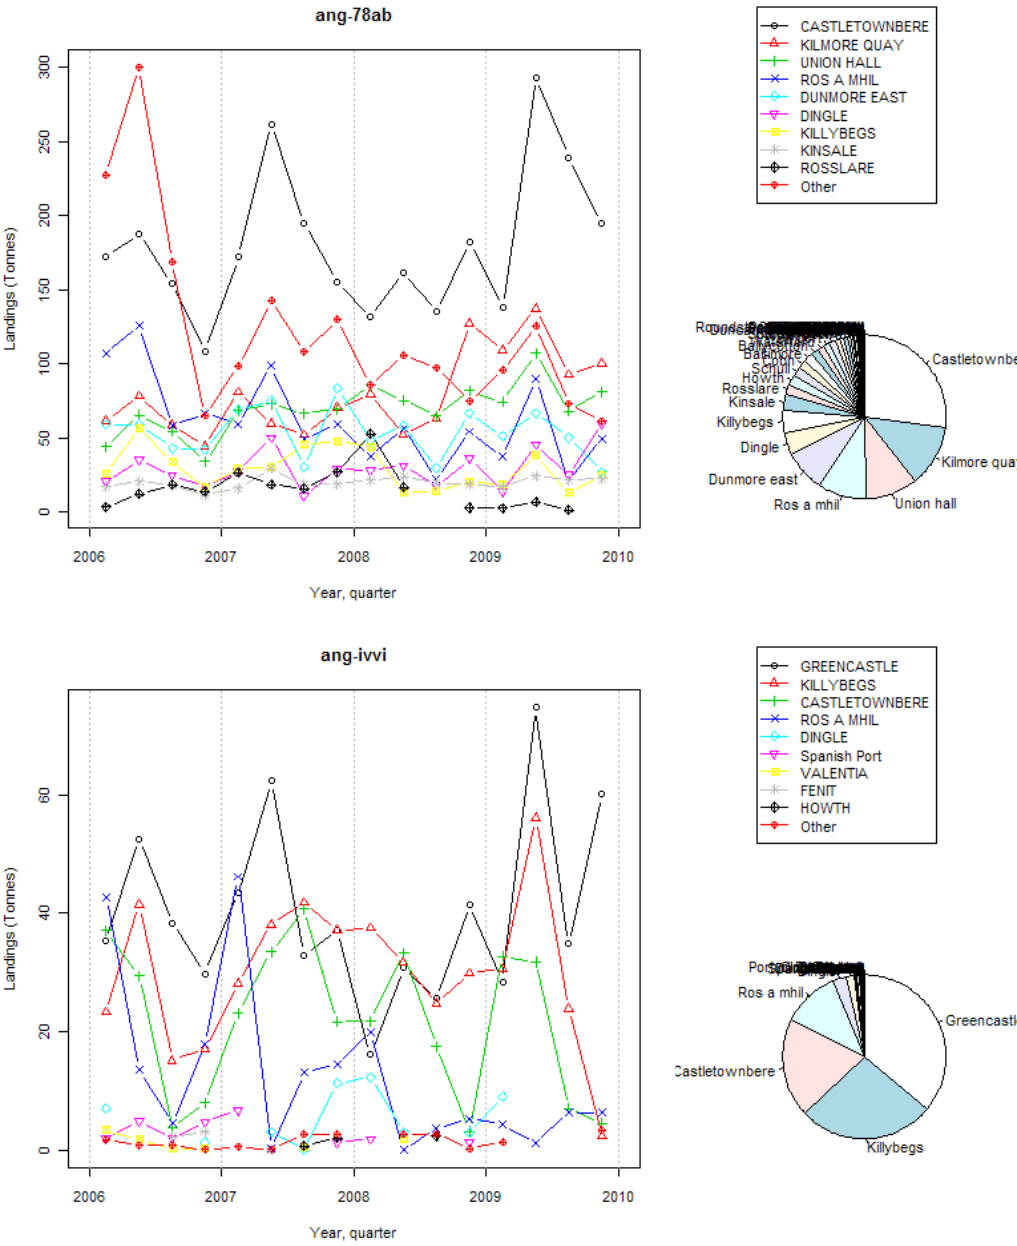 ang-78ab
CASTLETOWNBERE
KILMORE QUAY
UNION HALL
ROS A MHIL
DUNMORE EAST
DINGLE
KILLYBEGS
KINSALE
ROSSLARE
Other
Landings (Tonnes)
300
250
200
150
100
50
0
2006 2007 2008 2009 2010
Year, quarter
Castletownbe
Baltimore
Schull
Howth
Rosslare
Kinsale
Killybegs
Dingle
Dunmore east
Ros a mhil
Union hall
Kilmore quay
ang-ivvi
GREENCASTLE
KILLYBEGS
CASTLETOWNBERE
ROS A MHIL
DINGLE
Spanish Port
VALENTIA
FENIT
HOWTH
Other
Landings (Tonnes)
60
40
20
0
2006 2007 2008 2009 2010
Year, quarter
Ros a mhil
Greencastl
Castletownbere
Killybegs